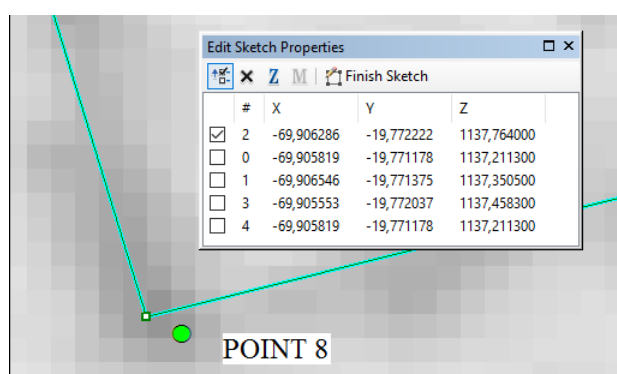 Edit Sketch Properties
Z M Finish Sketch
# X Y Z
2 -69,906286 -19,772222 1137,764000
0 -69,905819 -19,771178 1137,211300
1 -69,906546 -19,771375 1137,350500
3 -69,905553 -19,772037 1137,458300
4 -69,905819 -19,771178 1137,211300
POINT 8